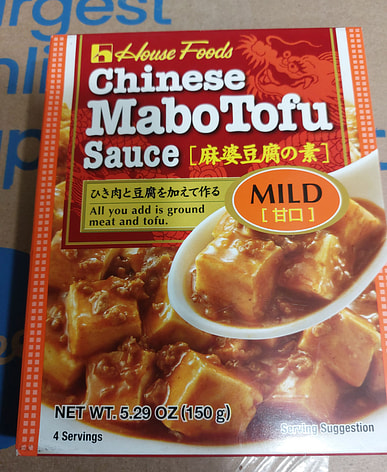 House Foods
Chinese
Mabo Tofu
Sauce [麻婆豆腐の素]
ひき肉と豆腐を加えて作る
All you add is ground
meat and tofu.
MILD
[甘口]
NET WT. 5.29 OZ (150 g)
4 Servings
Serving Suggestion